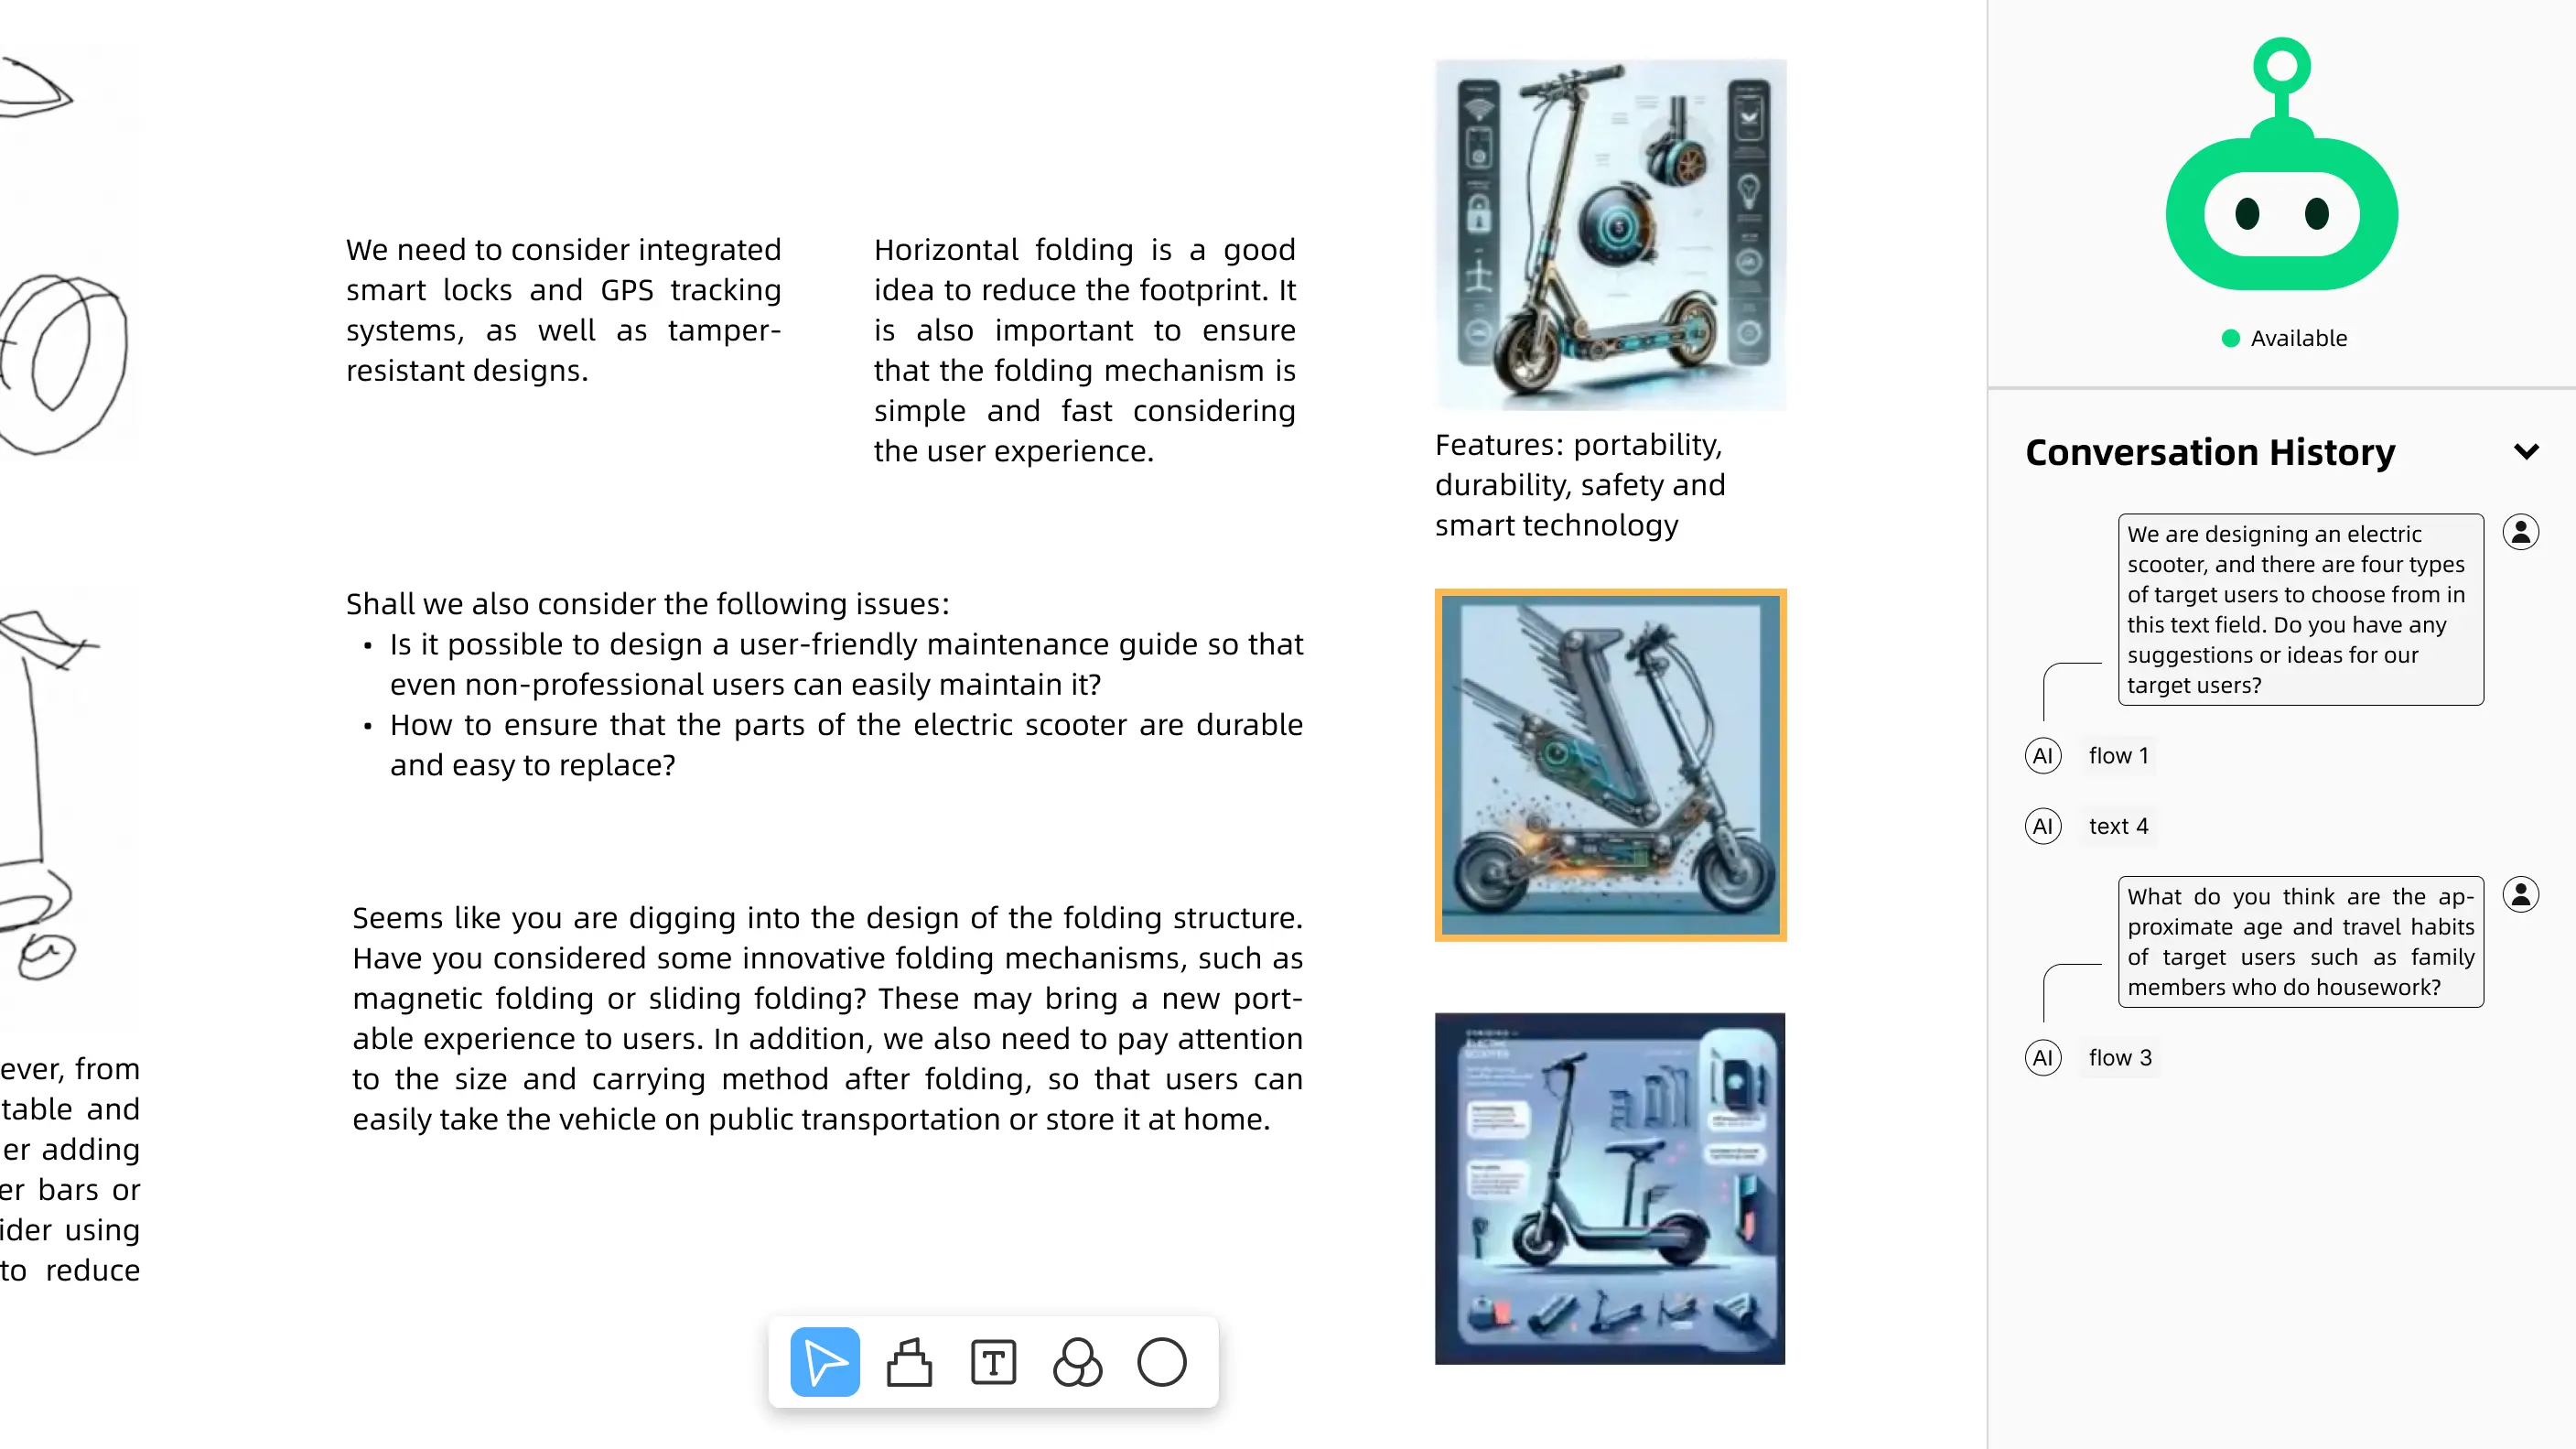 We need to consider integrated
smart locks and GPS tracking
systems, as well as tamper-
resistant designs.
Horizontal folding is a good
idea to reduce the footprint. It
is also important to ensure
that the folding mechanism is
simple and fast considering
the user experience.
Features: portability,
durability, safety and
smart technology
Shall we also consider the following issues:
• Is it possible to design a user-friendly maintenance guide so that
even non-professional users can easily maintain it?
• How to ensure that the parts of the electric scooter are durable
and easy to replace?
Seems like you are digging into the design of the folding structure.
Have you considered some innovative folding mechanisms, such as
magnetic folding or sliding folding? These may bring a new port-
able experience to users. In addition, we also need to pay attention
to the size and carrying method after folding, so that users can
easily take the vehicle on public transportation or store it at home.
ever, from
table and
er adding
er bars or
ider using
to reduce
T
Available
Conversation History
We are designing an electric
scooter, and there are four types
of target users to choose from in
this text field. Do you have any
suggestions or ideas for our
target users?
AI flow 1
AI text 4
What do you think are the ap-
proximate age and travel habits
of target users such as family
members who do housework?
AI flow 3